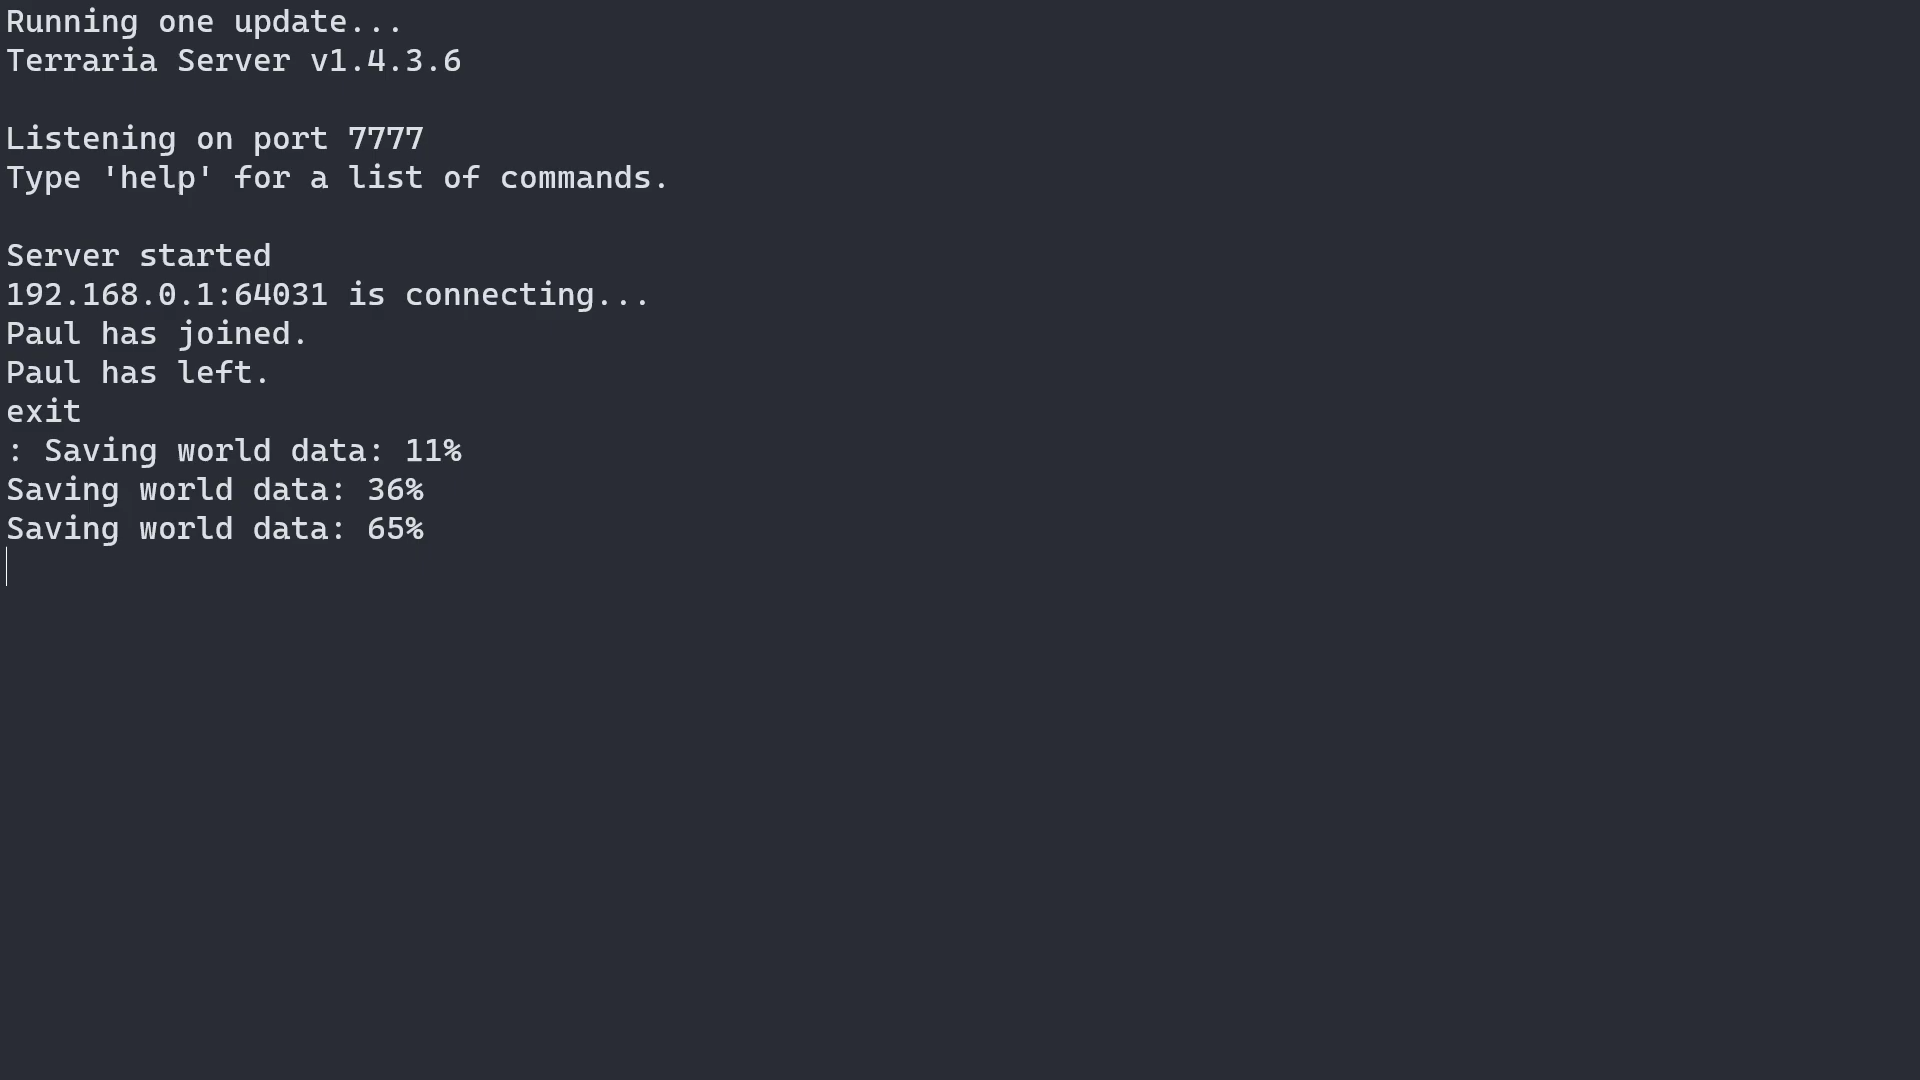 Running one update...
Terraria Server v1.4.3.6

Listening on port 7777
Type 'help' for a list of commands.

Server started
192.168.0.1:64031 is connecting...
Paul has joined.
Paul has left.
exit
: Saving world data: 11%
Saving world data: 36%
Saving world data: 65%